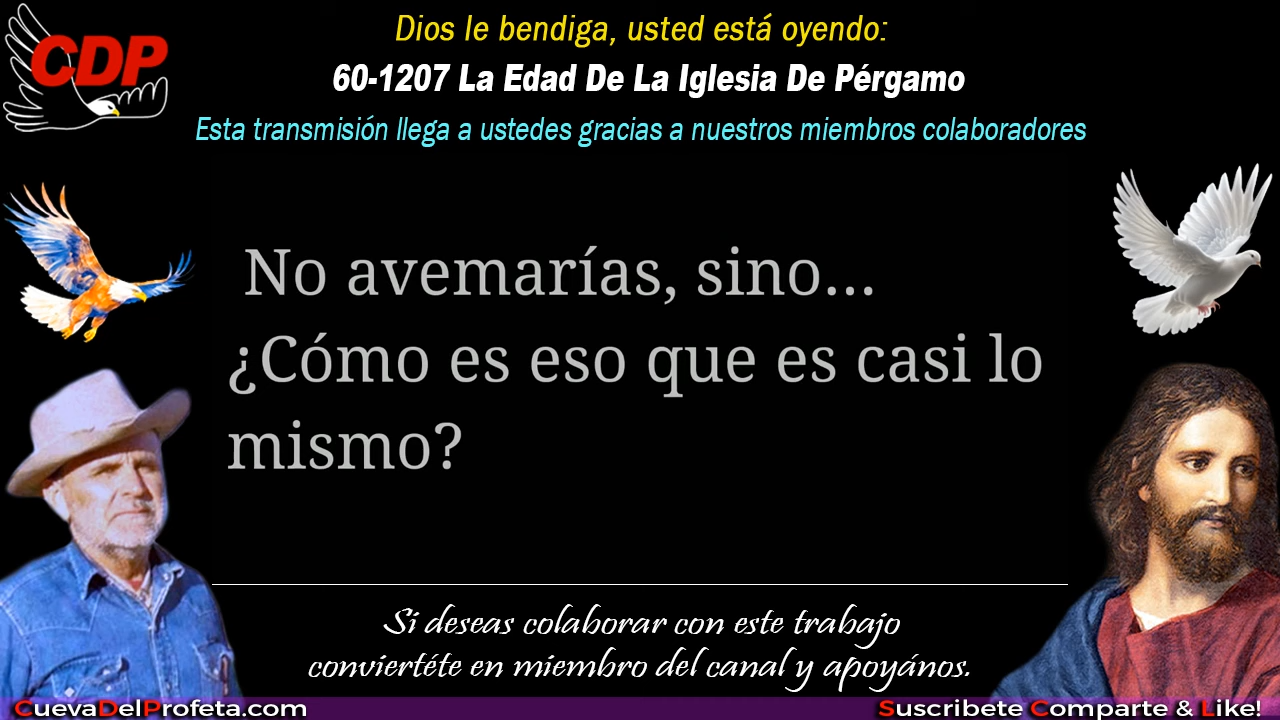 CDP
Dios le bendiga, usted está oyendo:
60-1207 La Edad De La Iglesia De Pérgamo
Esta transmisión llega a ustedes gracias a nuestros miembros colaboradores
No avemarías, sino...
¿Cómo es eso que es casi lo
mismo?
Si deseas colaborar con este trabajo
conviertéte en miembro del canal y apoyános.
CuevaDelProfeta.com
Suscribete Comparte & Like!